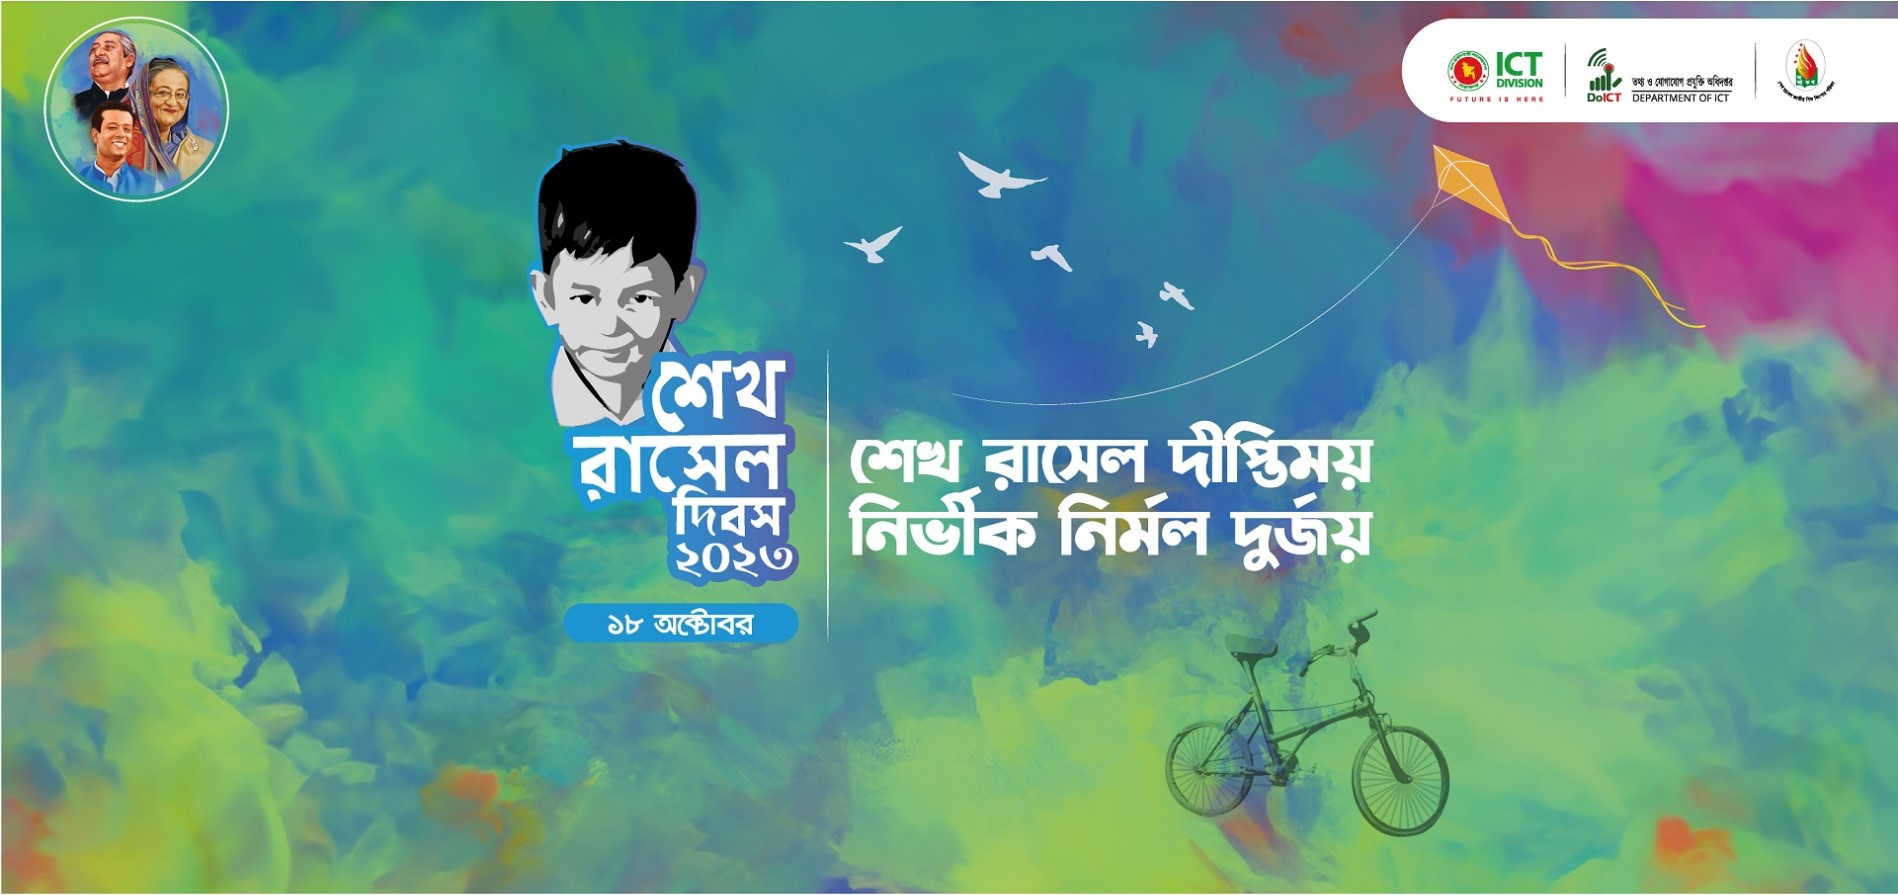 ICT
DIVISION
FUTURE IS HERE
DoICT
তথ্য ও যোগাযোগ প্রযুক্তি অধিদপ্তর
DEPARTMENT OF ICT
শেখ
রাসেল
দিবস
২০২৩
১৮ অক্টোবর
শেখ রাসেল দীপ্তিময়
নির্ভীক নির্মল দুর্জয়